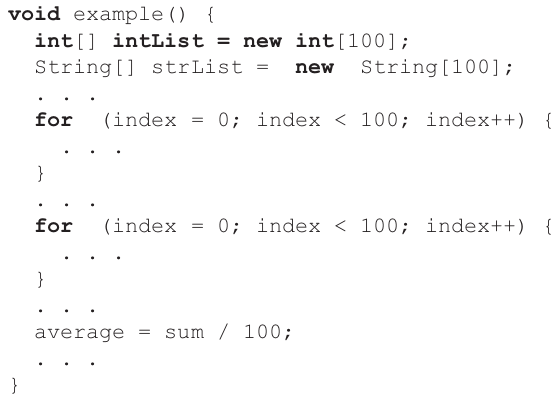 void example() {
int[] intList = new int[100];
String[] strList = new String[100];
. . .
for (index = 0; index < 100; index++) {
. . .
}
. . .
for (index = 0; index < 100; index++) {
. . .
}
. . .
average = sum / 100;
. . .
}